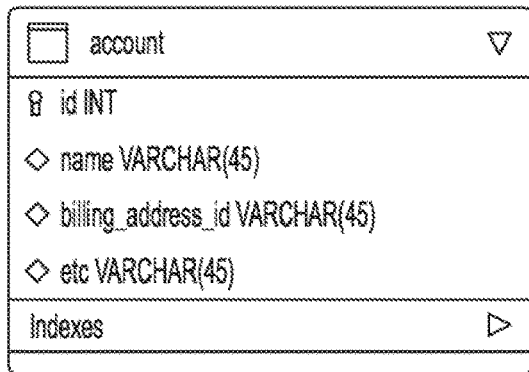 account
id INT
name VARCHAR(45)
billing_address_id VARCHAR(45)
etc VARCHAR(45)
Indexes